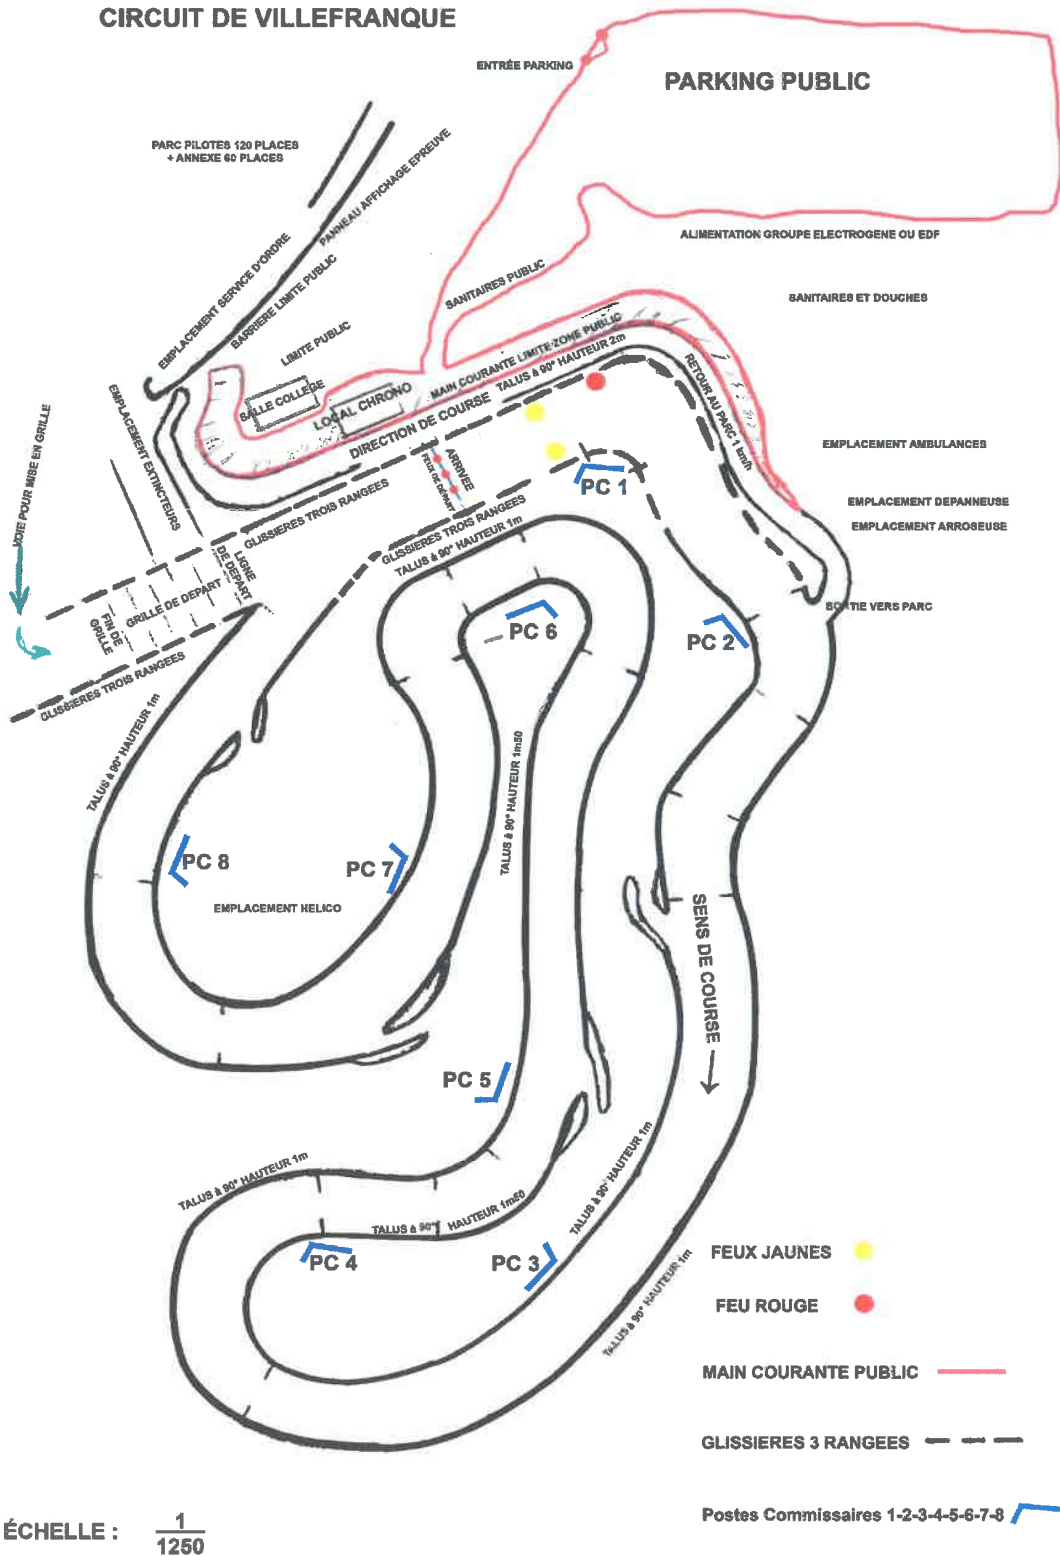 CIRCUIT DE VILLEFRANQUE
ENTRÉE PARKING
PARKING PUBLIC
PARC PILOTES 120 PLACES
+ ANNEXE 60 PLACES
PANNEAU AFFICHAGE EPREUVE
EMPLACEMENT SERVICE D'ORDRE
BARRIERE LIMITE PUBLIC
LIMITE PUBLIC
SANITAIRES PUBLIC
ALIMENTATION GROUPE ELECTROGENE OU EDF
SANITAIRES ET DOUCHES
MAIN COURANTE LIMITE ZONE PUBLIC
TALUS à 90° HAUTEUR 2m
RETOUR AU PARC 1 km/h
SALLE COLLEGE
LOCAL CHRONO
DIRECTION DE COURSE
EMPLACEMENT EXTINCTEURS
VOIE POUR MISE EN GRILLE
ARRIVEE
FEUX DE DÉPART
EMPLACEMENT AMBULANCES
EMPLACEMENT DEPANNEUSE
EMPLACEMENT ARROSEUSE
SORTIE VERS PARC
GLISSIERES TROIS RANGEES
GLISSIERES TROIS RANGEES
TALUS à 90° HAUTEUR 1m
LIGNE
DE DEPART
GRILLE DE DEPART
FIN DE
GRILLE
GLISSIERES TROIS RANGEES
TALUS à 90° HAUTEUR 1m
PC 1
PC 2
PC 6
TALUS à 90° HAUTEUR 1m50
PC 8
PC 7
EMPLACEMENT HELICO
SENS DE COURSE
PC 5
TALUS à 90° HAUTEUR 1m
TALUS à 90° HAUTEUR 1m50
TALUS à 90° HAUTEUR 1m
PC 4
PC 3
TALUS à 90° HAUTEUR 1m
FEUX JAUNES
FEU ROUGE
MAIN COURANTE PUBLIC
GLISSIERES 3 RANGEES
Postes Commissaires 1-2-3-4-5-6-7-8
ÉCHELLE : 1
1250